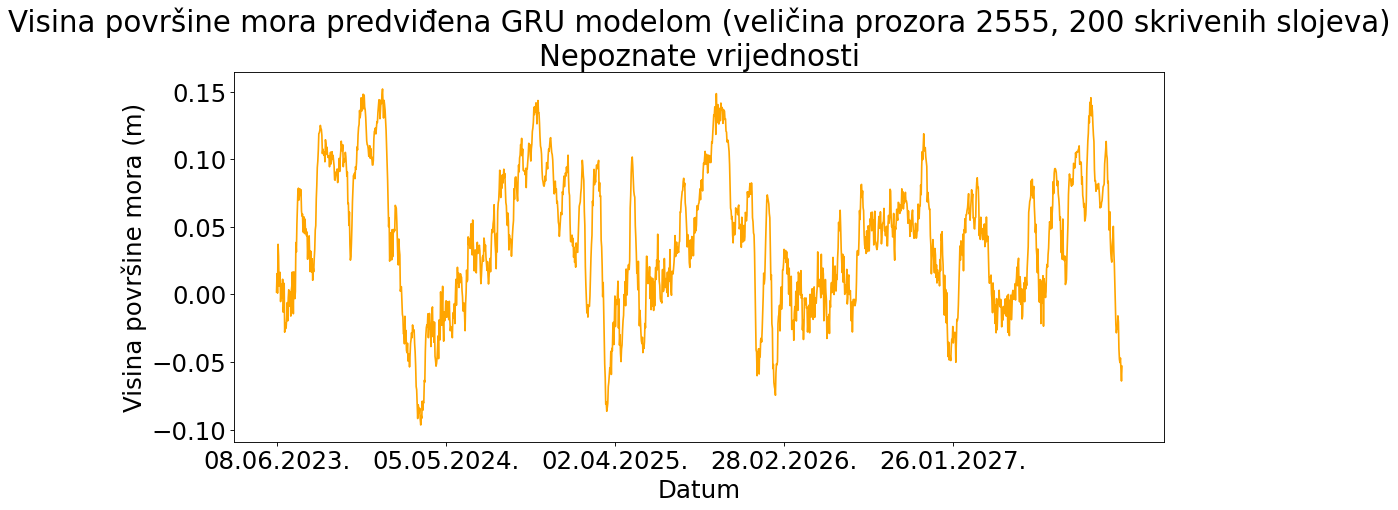 Visina površine mora predviđena GRU modelom (veličina prozora 2555, 200 skrivenih slojeva)
Nepoznate vrijednosti
Visina površine mora (m)
0.15
0.10
0.05
0.00
−0.05
−0.10
08.06.2023. 05.05.2024. 02.04.2025. 28.02.2026. 26.01.2027.
Datum